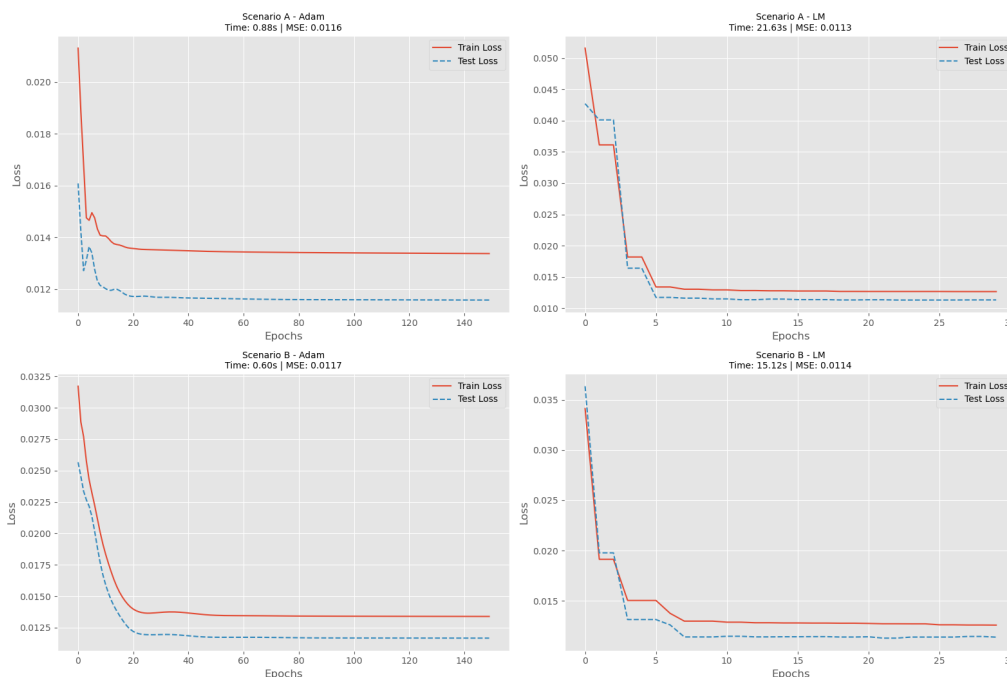 Scenario A - Adam
Time: 0.88s | MSE: 0.0116
Train Loss
Test Loss
0.020
0.018
0.016
0.014
0.012
Loss
0 20 40 60 80 100 120 140
Epochs
Scenario A - LM
Time: 21.63s | MSE: 0.0113
Train Loss
Test Loss
0.050
0.045
0.040
0.035
0.030
0.025
0.020
0.015
0.010
Loss
0 5 10 15 20 25
Epochs
Scenario B - Adam
Time: 0.60s | MSE: 0.0117
Train Loss
Test Loss
0.0325
0.0300
0.0275
0.0250
0.0225
0.0200
0.0175
0.0150
0.0125
Loss
0 20 40 60 80 100 120 140
Epochs
Scenario B - LM
Time: 15.12s | MSE: 0.0114
Train Loss
Test Loss
0.035
0.030
0.025
0.020
0.015
Loss
0 5 10 15 20 25
Epochs